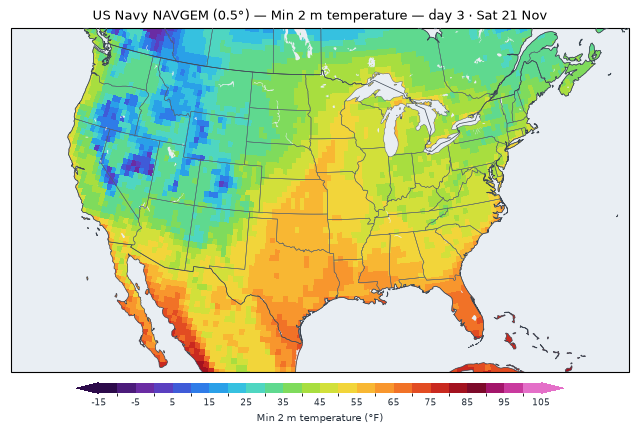 US Navy NAVGEM (0.5°) — Min 2 m temperature — day 3 · Sat 21 Nov
-15 -5 5 15 25 35 45 55 65 75 85 95 105
Min 2 m temperature (°F)